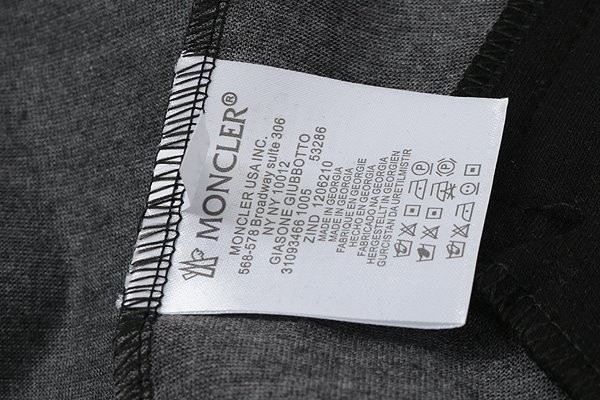 MONCLER®
MONCLER USA INC.
568-578 Broadway suite 306
NY NY 10012
GIASONE GIUBBOTTO
31093466 1005 53286
ZIND 1206210
MADE IN GEORGIA
MADE IN GEORGIA
FABRIQUE EN GEORGIE
HECHO EN GEORGIA
FABRICADO NA GEORGIA
HERGESTELLT IN GEORGIEN
GURCISTAN DA URETILMISTIR